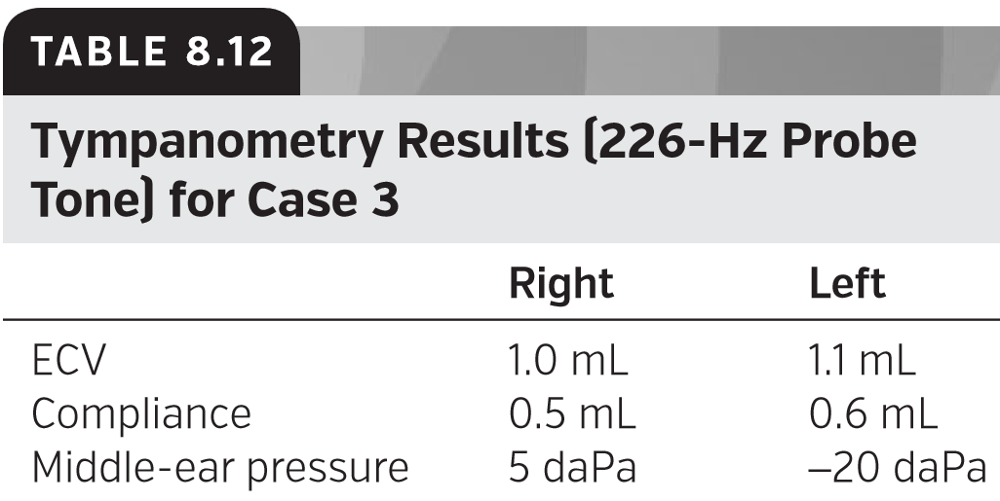 TABLE 8.12
Tympanometry Results (226-Hz Probe
Tone) for Case 3
Right Left
ECV 1.0 mL 1.1 mL
Compliance 0.5 mL 0.6 mL
Middle-ear pressure 5 daPa –20 daPa